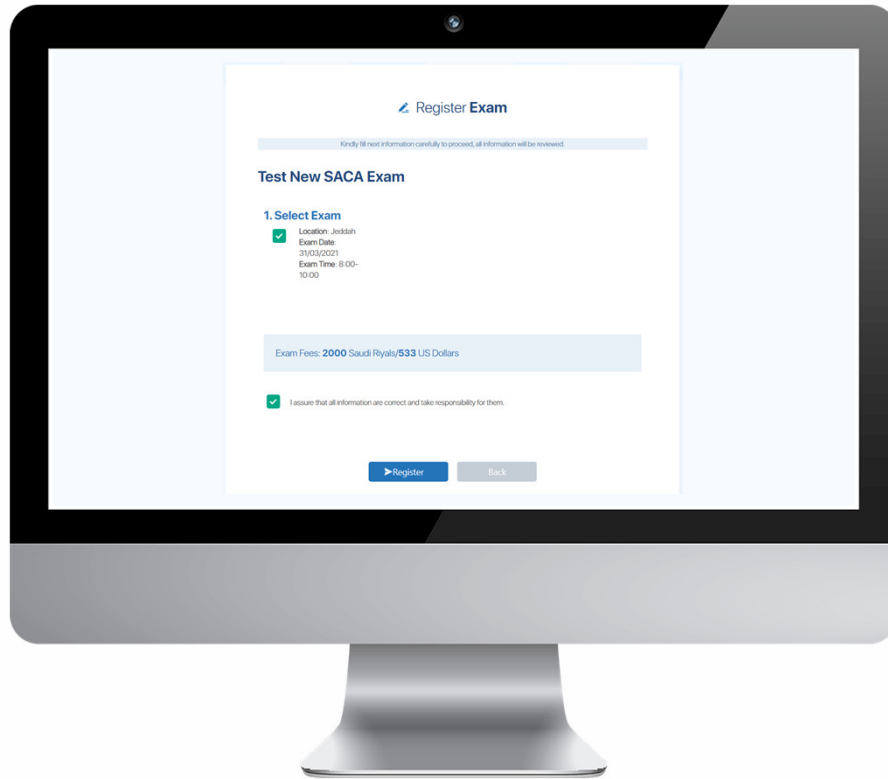 Register Exam
Kindly fill next information carefully to proceed, all information will be reviewed.
Test New SACA Exam
1. Select Exam
Location: Jeddah
Exam Date:
31/03/2021
Exam Time: 8:00-
10:00
Exam Fees: 2000 Saudi Riyals/533 US Dollars
I assure that all information are correct and take responsibility for them.
Register
Back